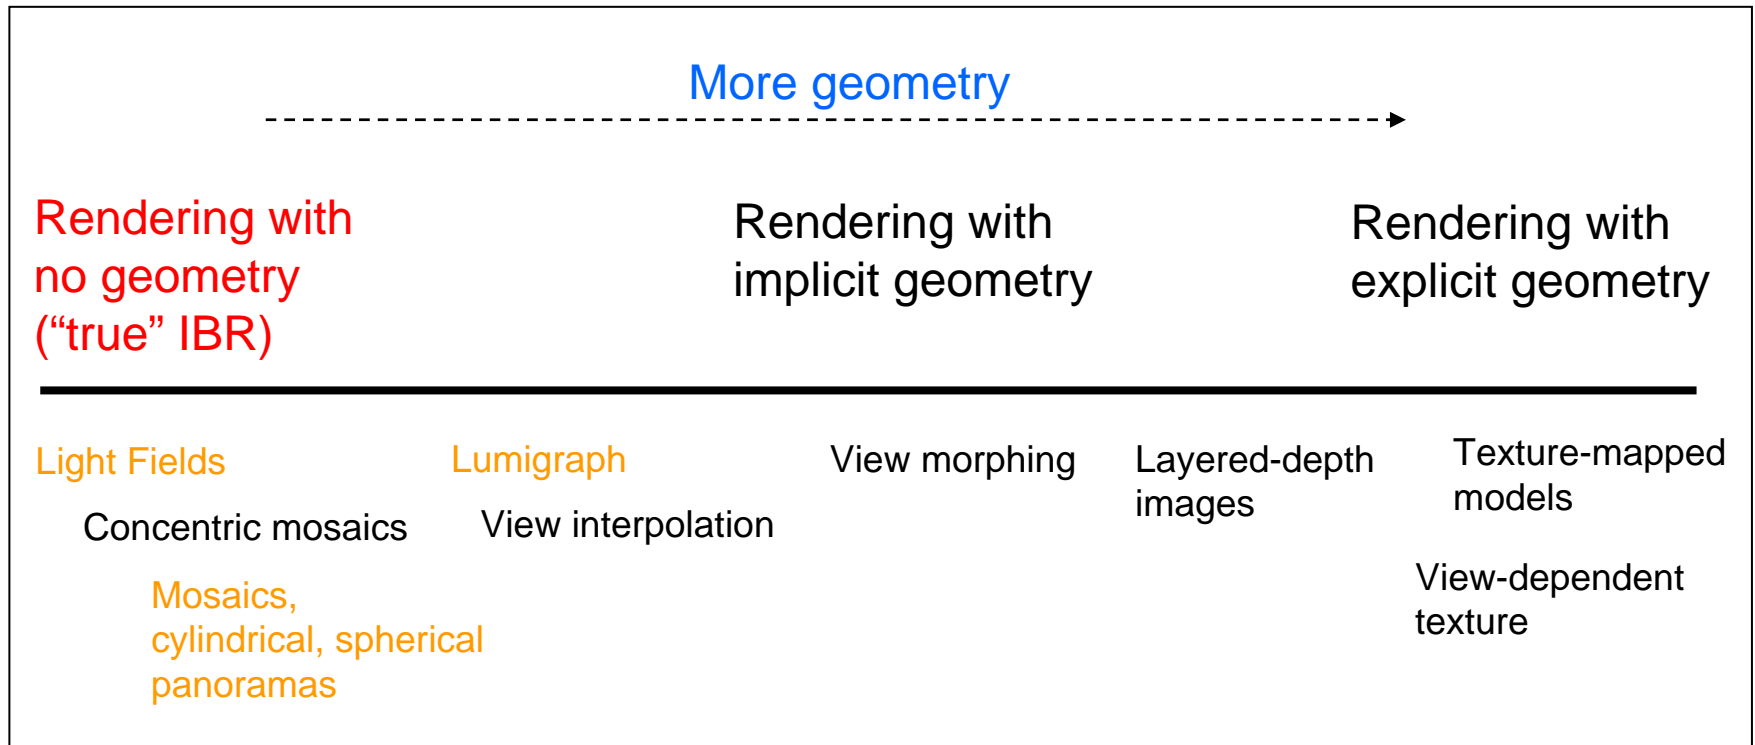 More geometry
Rendering with
no geometry
(“true” IBR)
Rendering with
implicit geometry
Rendering with
explicit geometry
Light Fields
Concentric mosaics
Mosaics,
cylindrical, spherical
panoramas
Lumigraph
View interpolation
View morphing
Layered-depth
images
Texture-mapped
models
View-dependent
texture